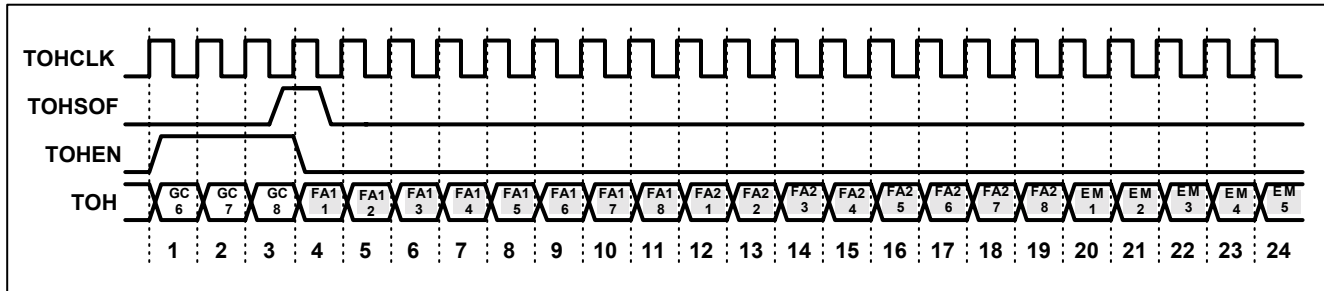 TOHCLK
TOHSOF
TOHEN
TOH
GC 6
GC 7
GC 8
FA1 1
FA1 2
FA1 3
FA1 4
FA1 5
FA1 6
FA1 7
FA1 8
FA2 1
FA2 2
FA2 3
FA2 4
FA2 5
FA2 6
FA2 7
FA2 8
EM 1
EM 2
EM 3
EM 4
EM 5
1 2 3 4 5 6 7 8 9 10 11 12 13 14 15 16 17 18 19 20 21 22 23 24